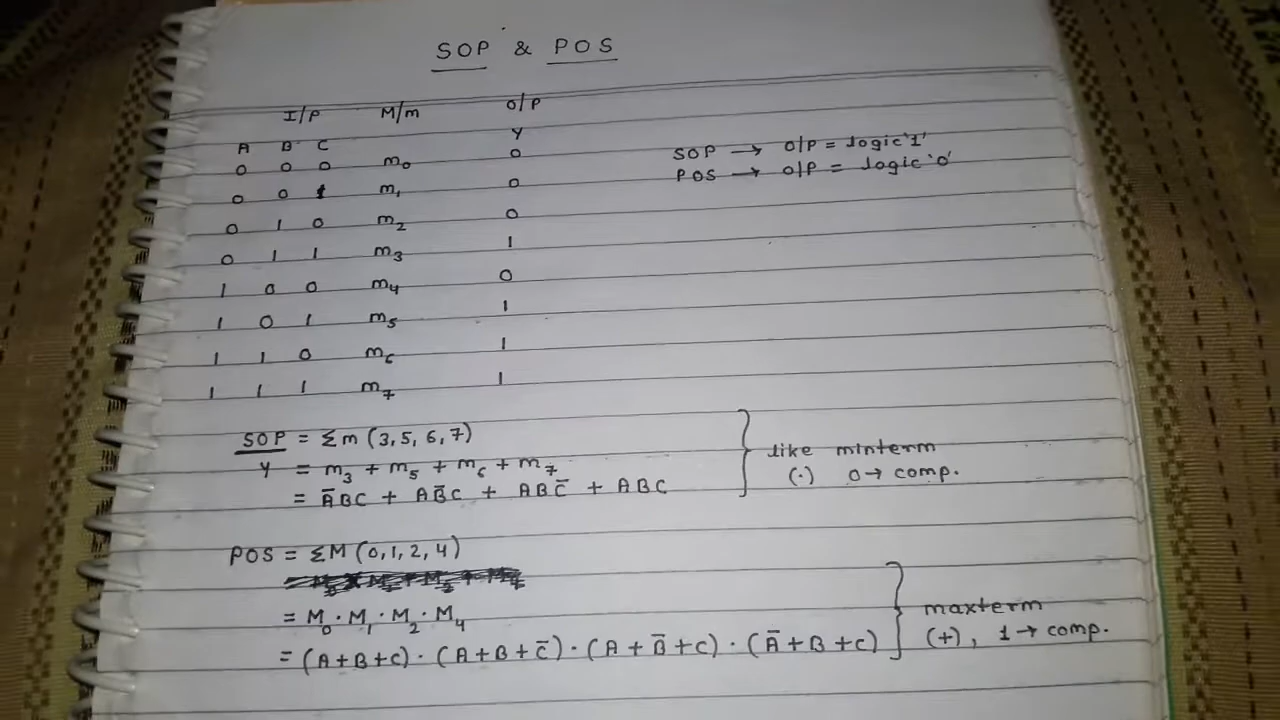 SOP & POS
I/P M/m O/P
A B C Y
0 0 0 m₀ 0
0 0 1 m₁ 0
0 1 0 m₂ 0
0 1 1 m₃ 1
1 0 0 m₄ 0
1 0 1 m₅ 1
1 1 0 m₆ 1
1 1 1 m₇ 1
SOP → O/P = logic '1'
POS → O/P = logic '0'
SOP = Σm (3,5,6,7)
Y = m₃ + m₅ + m₆ + m₇
= A̅BC + AB̅C + ABC̅ + ABC
like minterm
(·) 0→ comp.
POS = ΣM (0,1,2,4)
= M₀ · M₁ · M₂ · M₄
= (A+B+C) · (A+B+C̅) · (A+B̅+C) · (A̅+B+C)
maxterm
(+), 1→ comp.